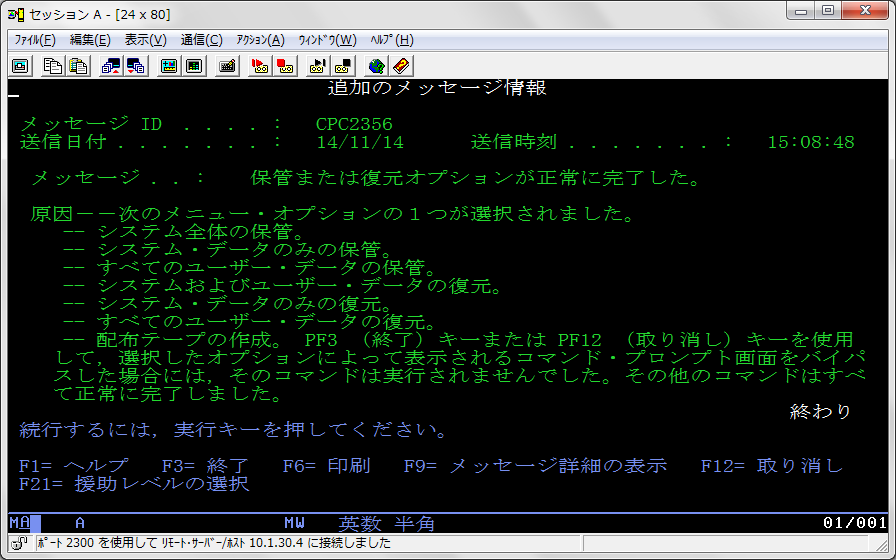 セッション A - [24 x 80]
ﾌｧｲﾙ(F) 編集(E) 表示(V) 通信(C) ｱｸｼｮﾝ(A) ｳｨﾝﾄﾞｳ(W) ﾍﾙﾌﾟ(H)
追加のメッセージ情報
メッセージ ID . . . . : CPC2356
送信日付 . . . . . . . : 14/11/14 送信時刻 . . . . . . . : 15:08:48
メッセージ . . : 保管または復元オプションが正常に完了した。
原因－－次のメニュー・オプションの１つが選択されました。
-- システム全体の保管。
-- システム・データのみの保管。
-- すべてのユーザー・データの保管。
-- システムおよびユーザー・データの復元。
-- システム・データのみの復元。
-- すべてのユーザー・データの復元。
-- 配布テープの作成。 PF3 （終了）キーまたは PF12 （取り消し）キーを使用
して，選択したオプションによって表示されるコマンド・プロンプト画面をバイパ
スした場合には，そのコマンドは実行されませんでした。その他のコマンドはすべ
て正常に完了しました。
終わり
続行するには，実行キーを押してください。
F1= ヘルプ F3= 終了 F6= 印刷 F9= メッセージ詳細の表示 F12= 取り消し
F21= 援助レベルの選択
MA A MW 英数 半角 01/001
ﾎﾟｰﾄ 2300 を使用して ﾘﾓｰﾄ･ｻｰﾊﾞｰ/ﾎｽﾄ 10.1.30.4 に接続しました